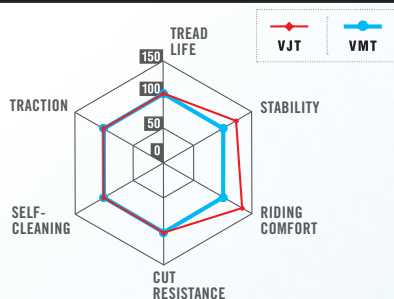 TREAD
LIFE
VJT
VMT
150
100
50
0
TRACTION
STABILITY
SELF-
CLEANING
RIDING
COMFORT
CUT
RESISTANCE